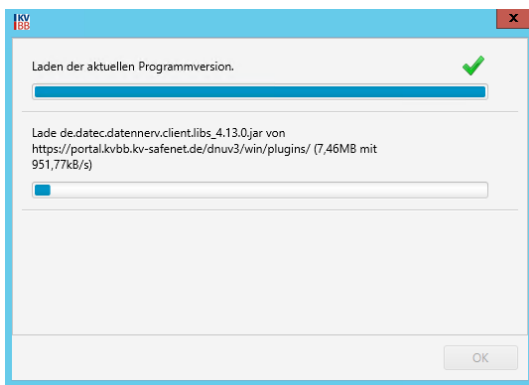 KV
BB
x
Laden der aktuellen Programmversion.
Lade de.datec.datennerv.client.libs_4.13.0.jar von
https://portal.kvbb.kv-safenet.de/dnuv3/win/plugins/ (7,46MB mit
951,77kB/s)
OK